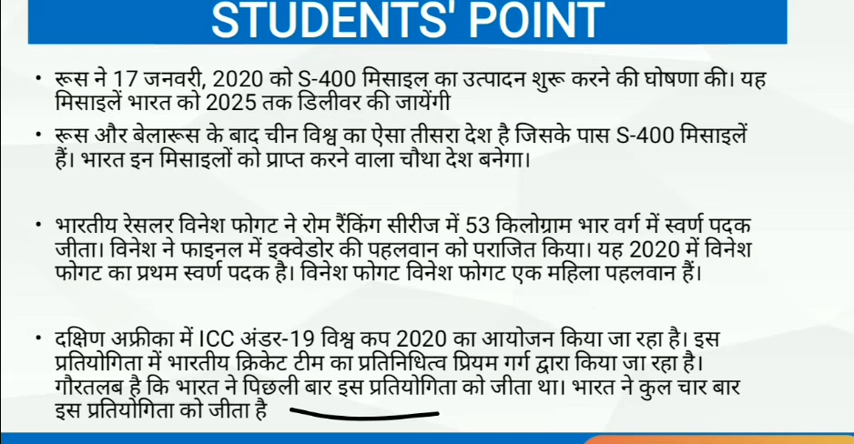 STUDENTS' POINT
• रूस ने 17 जनवरी, 2020 को S-400 मिसाइल का उत्पादन शुरू करने की घोषणा की। यह
मिसाइलें भारत को 2025 तक डिलीवर की जायेंगी
• रूस और बेलारूस के बाद चीन विश्व का ऐसा तीसरा देश है जिसके पास S-400 मिसाइलें
हैं। भारत इन मिसाइलों को प्राप्त करने वाला चौथा देश बनेगा।
• भारतीय रेसलर विनेश फोगट ने रोम रैंकिंग सीरीज में 53 किलोग्राम भार वर्ग में स्वर्ण पदक
जीता। विनेश ने फाइनल में इक्वेडोर की पहलवान को पराजित किया। यह 2020 में विनेश
फोगट का प्रथम स्वर्ण पदक है। विनेश फोगट विनेश फोगट एक महिला पहलवान हैं।
• दक्षिण अफ्रीका में ICC अंडर-19 विश्व कप 2020 का आयोजन किया जा रहा है। इस
प्रतियोगिता में भारतीय क्रिकेट टीम का प्रतिनिधित्व प्रियम गर्ग द्वारा किया जा रहा है।
गौरतलब है कि भारत ने पिछली बार इस प्रतियोगिता को जीता था। भारत ने कुल चार बार
इस प्रतियोगिता को जीता है